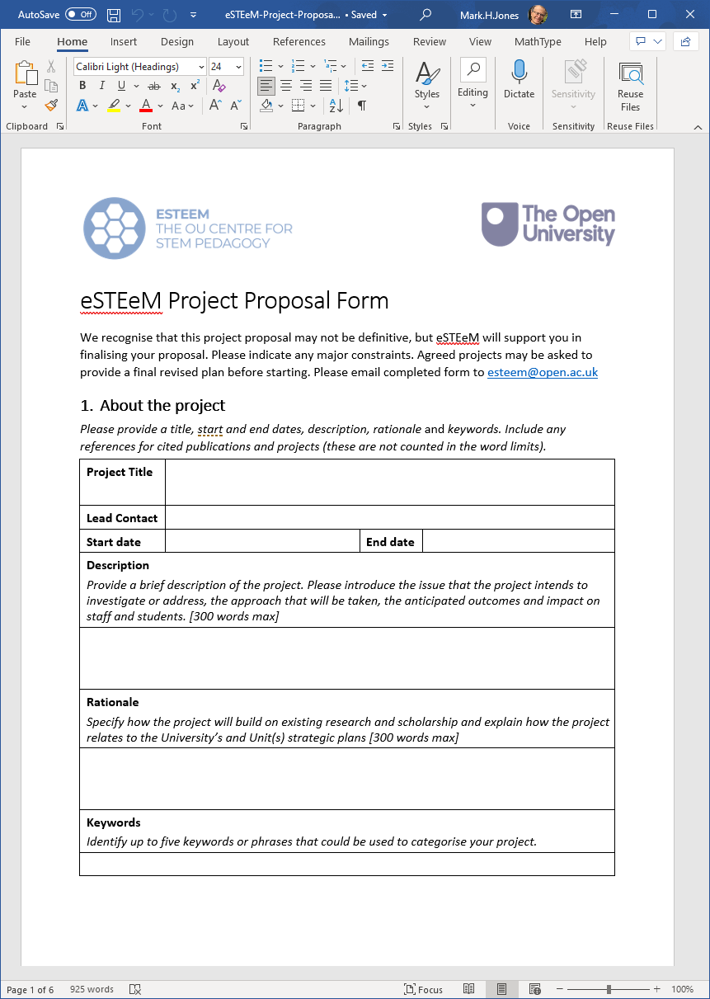 AutoSave Off eSTEeM-Project-Proposa... • Saved Mark.H.Jones
File Home Insert Design Layout References Mailings Review View MathType Help
Calibri Light (Headings) 24
Paste Styles Editing Dictate Sensitivity Reuse Files
B I U ab x₂ x²
A A Aa A A A Z ¶
Clipboard Font Paragraph Styles Voice Sensitivity Reuse Files
ESTEEM
THE OU CENTRE FOR
STEM PEDAGOGY
The Open
University
eSTEeM Project Proposal Form
We recognise that this project proposal may not be definitive, but eSTEeM will support you in
finalising your proposal. Please indicate any major constraints. Agreed projects may be asked to
provide a final revised plan before starting. Please email completed form to esteem@open.ac.uk
1. About the project
Please provide a title, start and end dates, description, rationale and keywords. Include any
references for cited publications and projects (these are not counted in the word limits).
Project Title
Lead Contact
Start date End date
Description
Provide a brief description of the project. Please introduce the issue that the project intends to
investigate or address, the approach that will be taken, the anticipated outcomes and impact on
staff and students. [300 words max]
Rationale
Specify how the project will build on existing research and scholarship and explain how the project
relates to the University's and Unit(s) strategic plans [300 words max]
Keywords
Identify up to five keywords or phrases that could be used to categorise your project.
Page 1 of 6 925 words Focus 100%